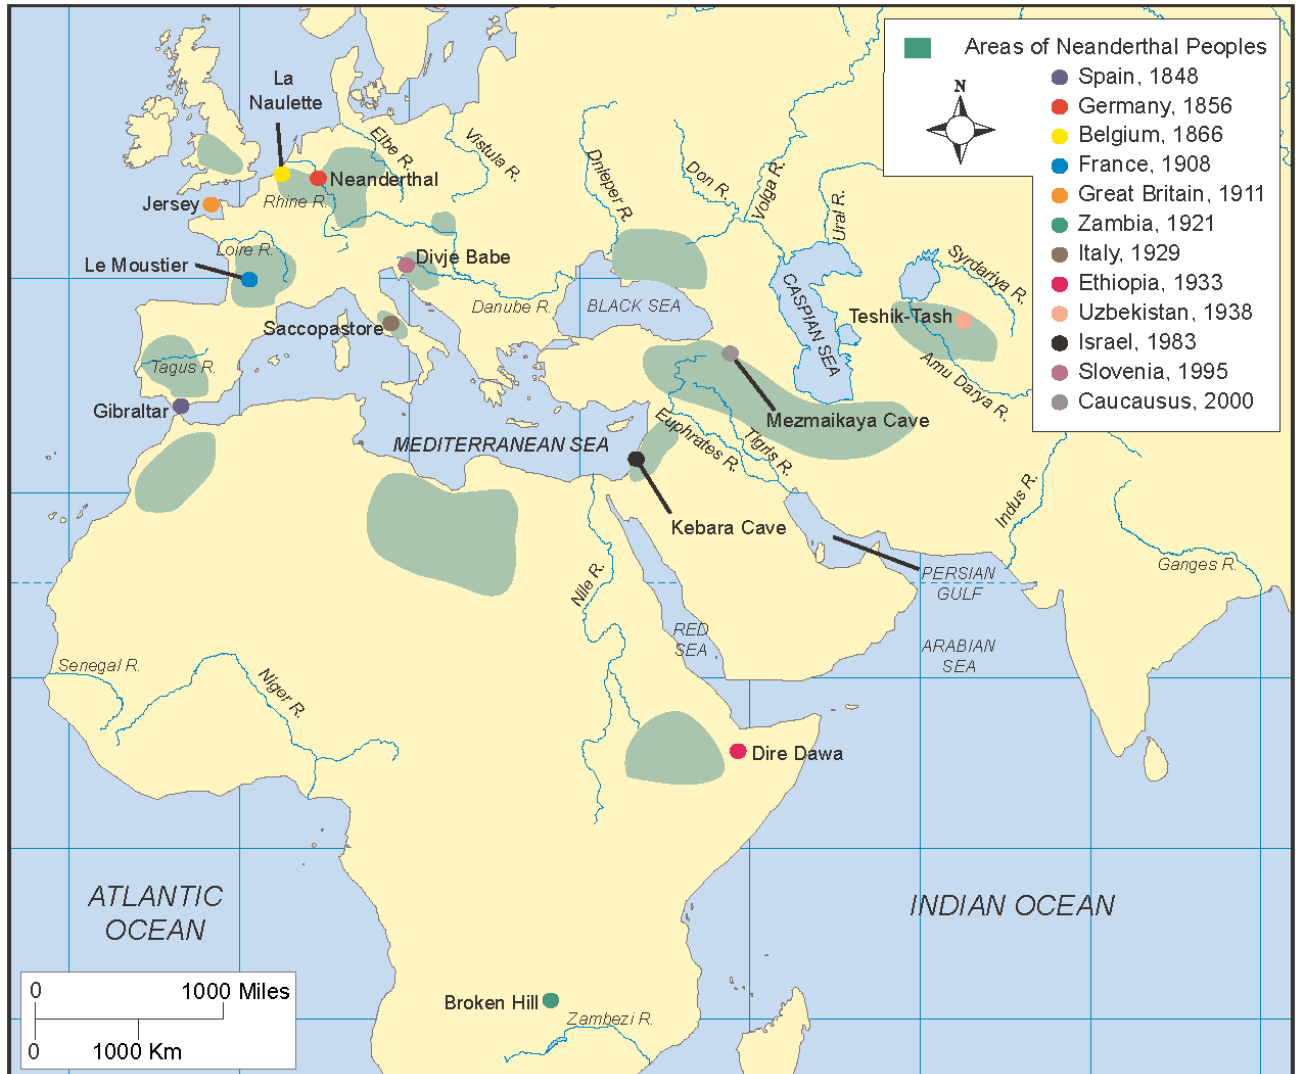 Areas of Neanderthal Peoples
N
Spain, 1848
Germany, 1856
Belgium, 1866
France, 1908
Great Britain, 1911
Zambia, 1921
Italy, 1929
Ethiopia, 1933
Uzbekistan, 1938
Israel, 1983
Slovenia, 1995
Caucausus, 2000
La
Naulette
Elbe R.
Vistula R.
Dnieper R.
Don R.
Volga R.
Ural R.
Neanderthal
Jersey
Rhine R.
Loire R.
Le Moustier
Divje Babe
Danube R.
BLACK SEA
CASPIAN SEA
Syrdariya R.
Teshik-Tash
Amu Darya R.
Saccopastore
Tagus R.
Gibraltar
MEDITERRANEAN SEA
Euphrates R.
Tigris R.
Mezmaikaya Cave
Kebara Cave
Indus R.
Ganges R.
PERSIAN
GULF
Nile R.
RED
SEA
ARABIAN
SEA
Senegal R.
Niger R.
Dire Dawa
ATLANTIC
OCEAN
INDIAN OCEAN
Broken Hill
Zambezi R.
0
1000 Miles
0
1000 Km